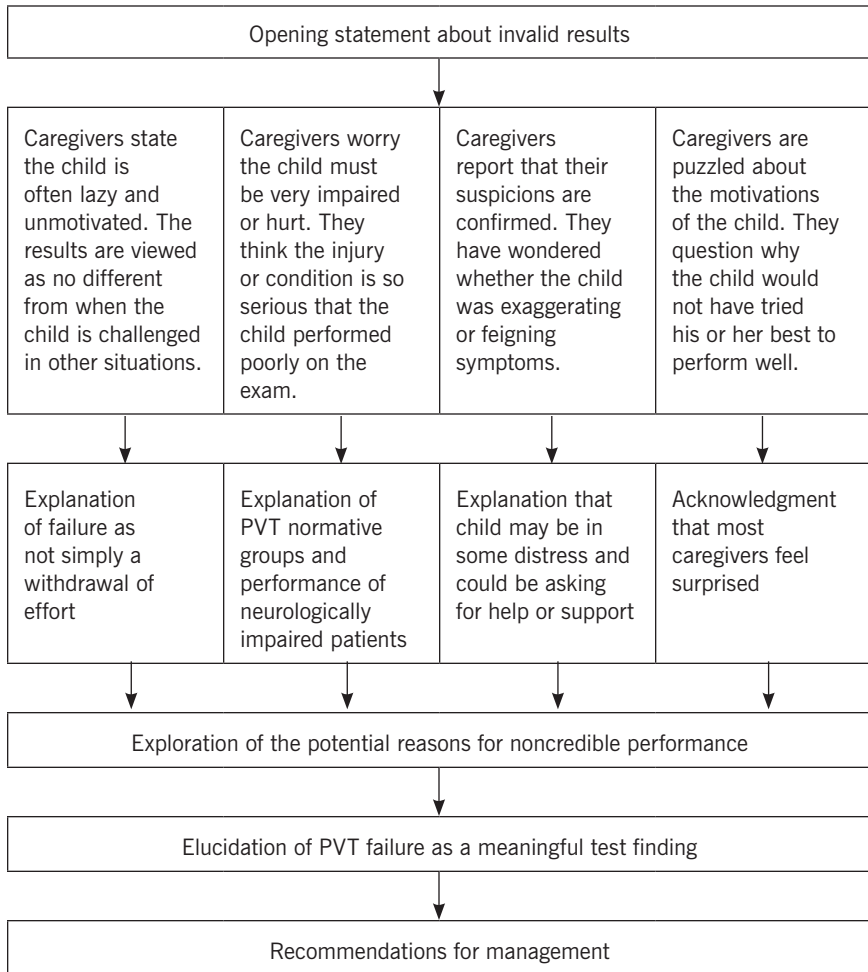 Opening statement about invalid results
Caregivers state
the child is
often lazy and
unmotivated. The
results are viewed
as no different
from when the
child is challenged
in other situations.
Caregivers worry
the child must
be very impaired
or hurt. They
think the injury
or condition is so
serious that the
child performed
poorly on the
exam.
Caregivers
report that their
suspicions are
confirmed. They
have wondered
whether the child
was exaggerating
or feigning
symptoms.
Caregivers are
puzzled about
the motivations
of the child. They
question why
the child would
not have tried
his or her best to
perform well.
Explanation
of failure as
not simply a
withdrawal of
effort
Explanation of
PVT normative
groups and
performance of
neurologically
impaired patients
Explanation that
child may be in
some distress and
could be asking
for help or support
Acknowledgment
that most
caregivers feel
surprised
Exploration of the potential reasons for noncredible performance
Elucidation of PVT failure as a meaningful test finding
Recommendations for management